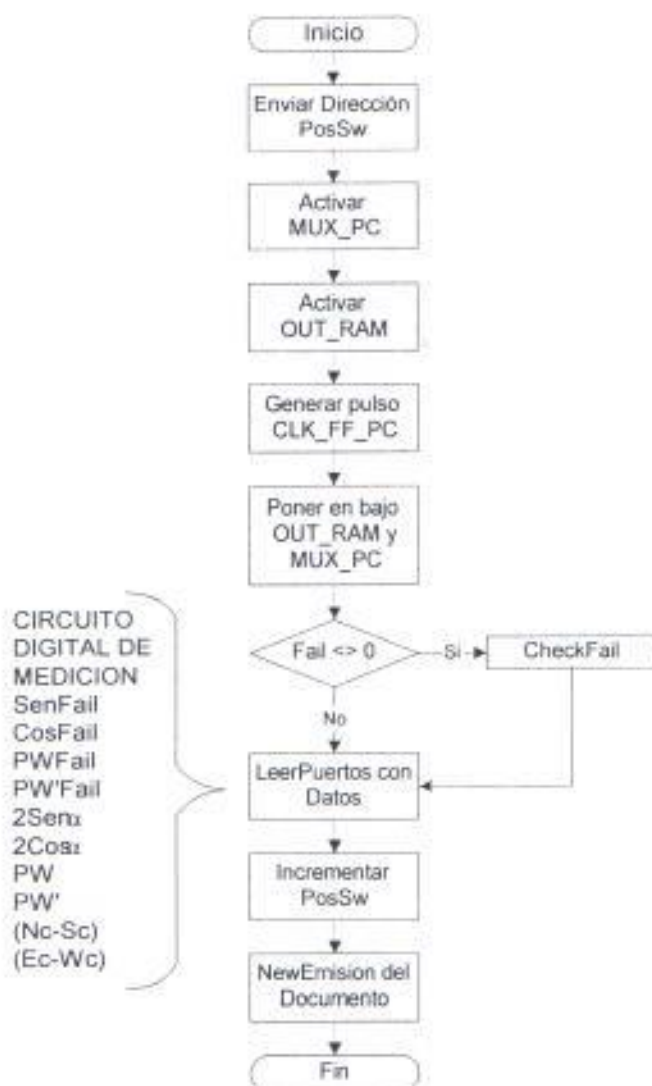 Inicio
Enviar Dirección
PosSw
Activar
MUX_PC
Activar
OUT_RAM
Generar pulso
CLK_FF_PC
Poner en bajo
OUT_RAM y
MUX_PC
Fail <> 0
Si
CheckFail
No
CIRCUITO
DIGITAL DE
MEDICION
SenFail
CosFail
PWFail
PW'Fail
2Senα
2Cosα
PW
PW'
(Nc-Sc)
(Ec-Wc)
LeerPuertos con
Datos
Incrementar
PosSw
NewEmision del
Documento
Fin